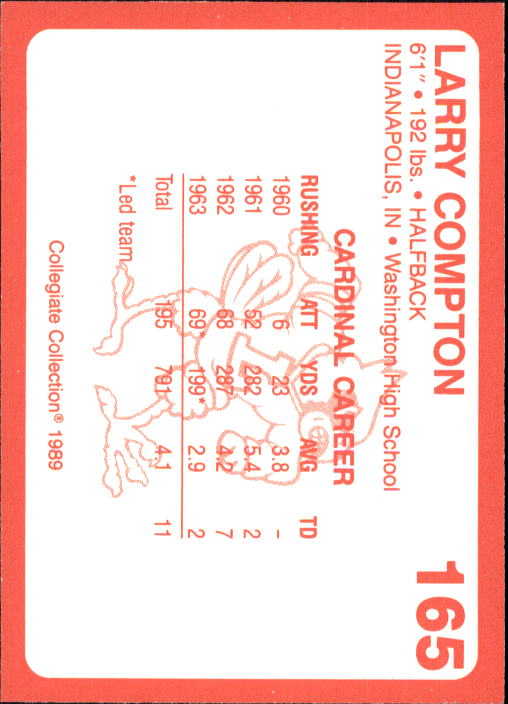 LARRY COMPTON 165
6'1" • 192 lbs. • HALFBACK
INDIANAPOLIS, IN • Washington High School
CARDINAL CAREER
RUSHING ATT YDS AVG TD
1960 6 23 3.8 -
1961 52 282 5.4 2
1962 68 287 4.2 7
1963 69* 199* 2.9 2
Total 195 791 4.1 11
*Led team
Collegiate Collection® 1989